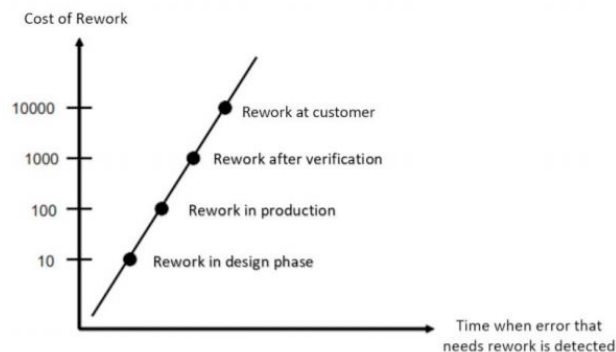 Cost of Rework
10000
Rework at customer
1000
Rework after verification
100
Rework in production
10
Rework in design phase
Time when error that
needs rework is detected